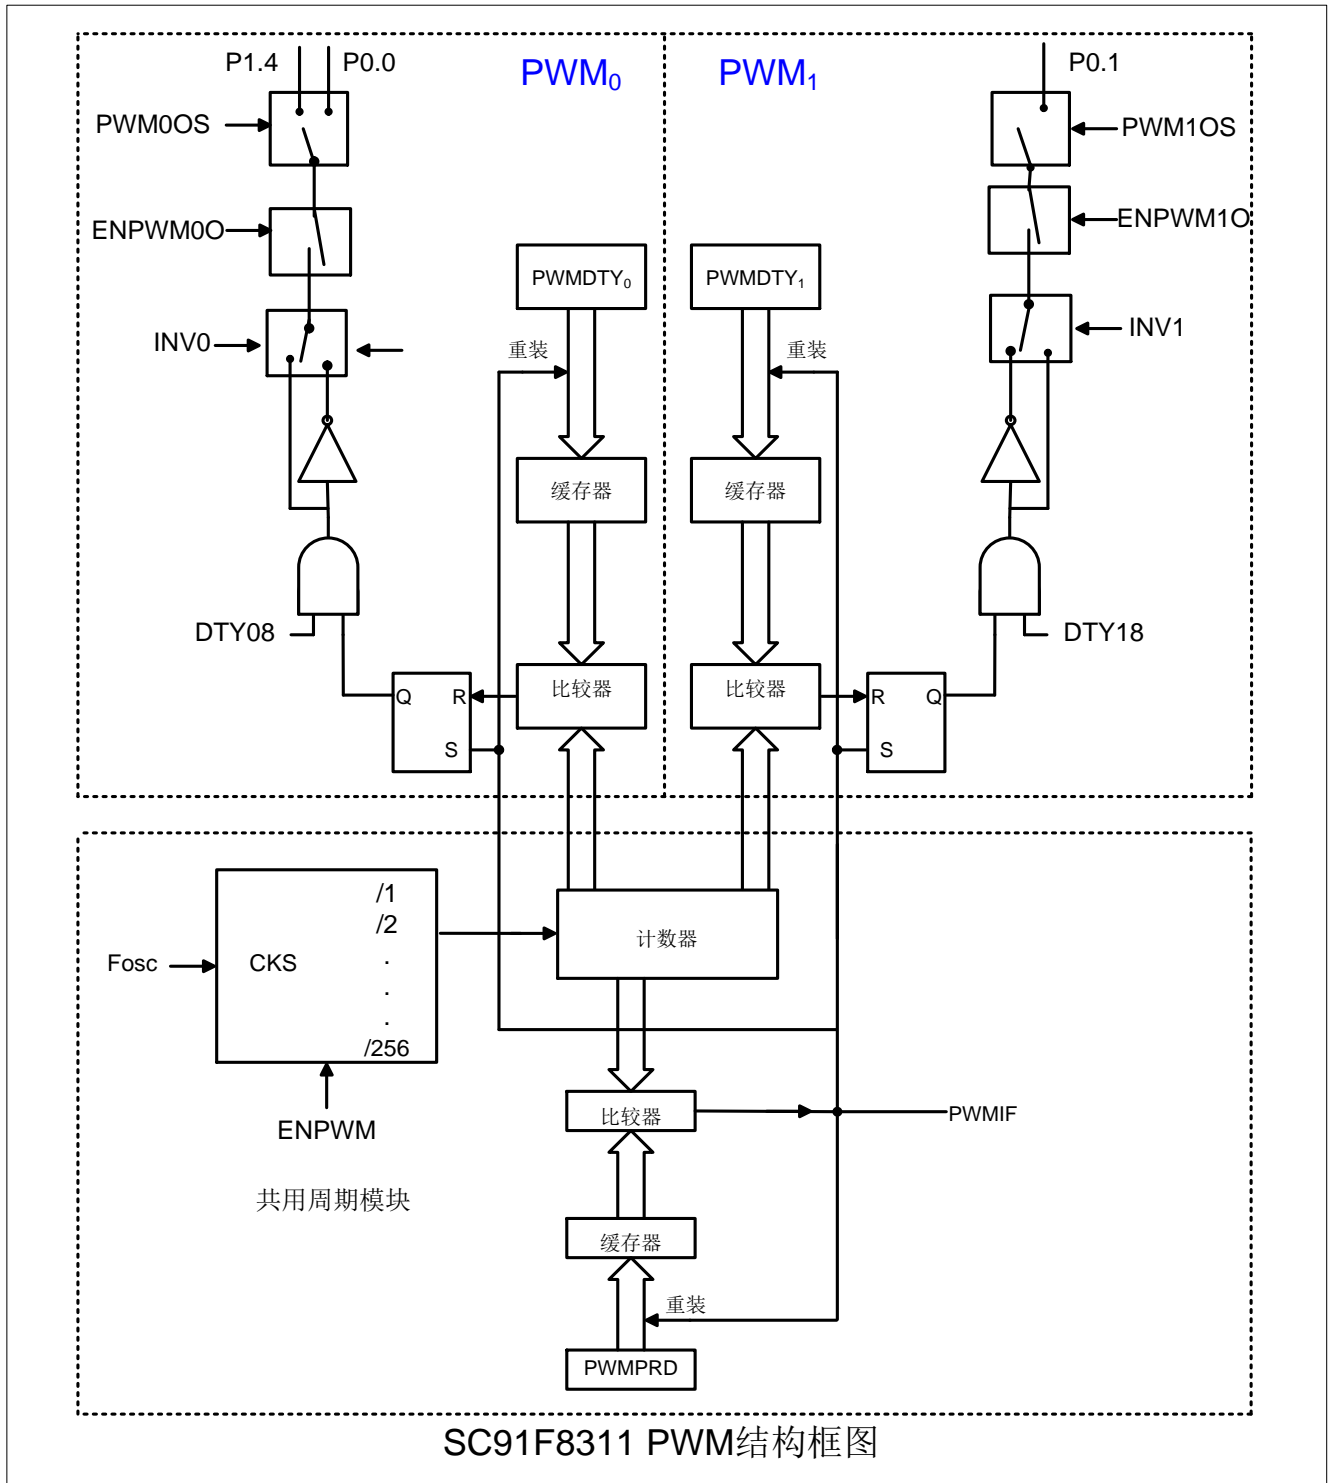 P1.4
P0.0
PWM0
PWM1
P0.1
PWM0OS
PWM1OS
ENPWM0O
ENPWM1O
PWMDTY0
PWMDTY1
INV0
INV1
重装
重装
缓存器
缓存器
DTY08
DTY18
Q
R
S
比较器
比较器
R
Q
S
Fosc
CKS
/1
/2
.
.
.
/256
计数器
ENPWM
比较器
PWMIF
共用周期模块
缓存器
重装
PWMPRD
SC91F8311 PWM结构框图